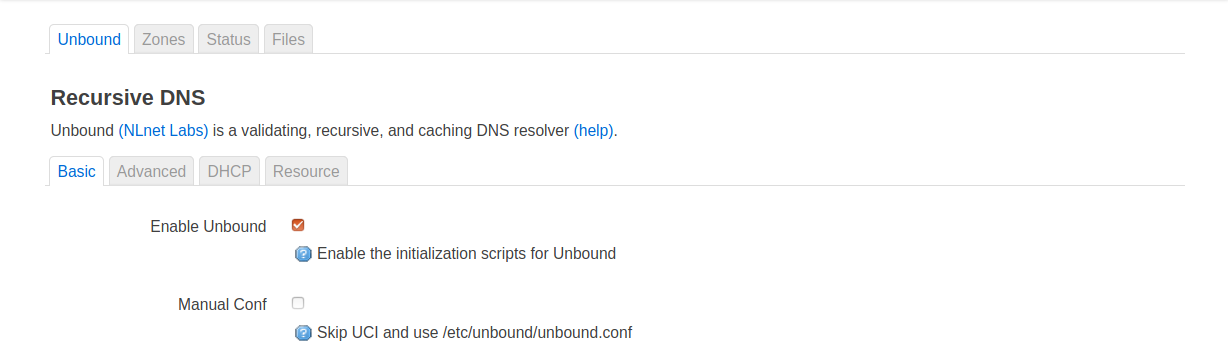 Unbound Zones Status Files
Recursive DNS
Unbound (NLnet Labs) is a validating, recursive, and caching DNS resolver (help).
Basic Advanced DHCP Resource
Enable Unbound
? Enable the initialization scripts for Unbound
Manual Conf
? Skip UCI and use /etc/unbound/unbound.conf